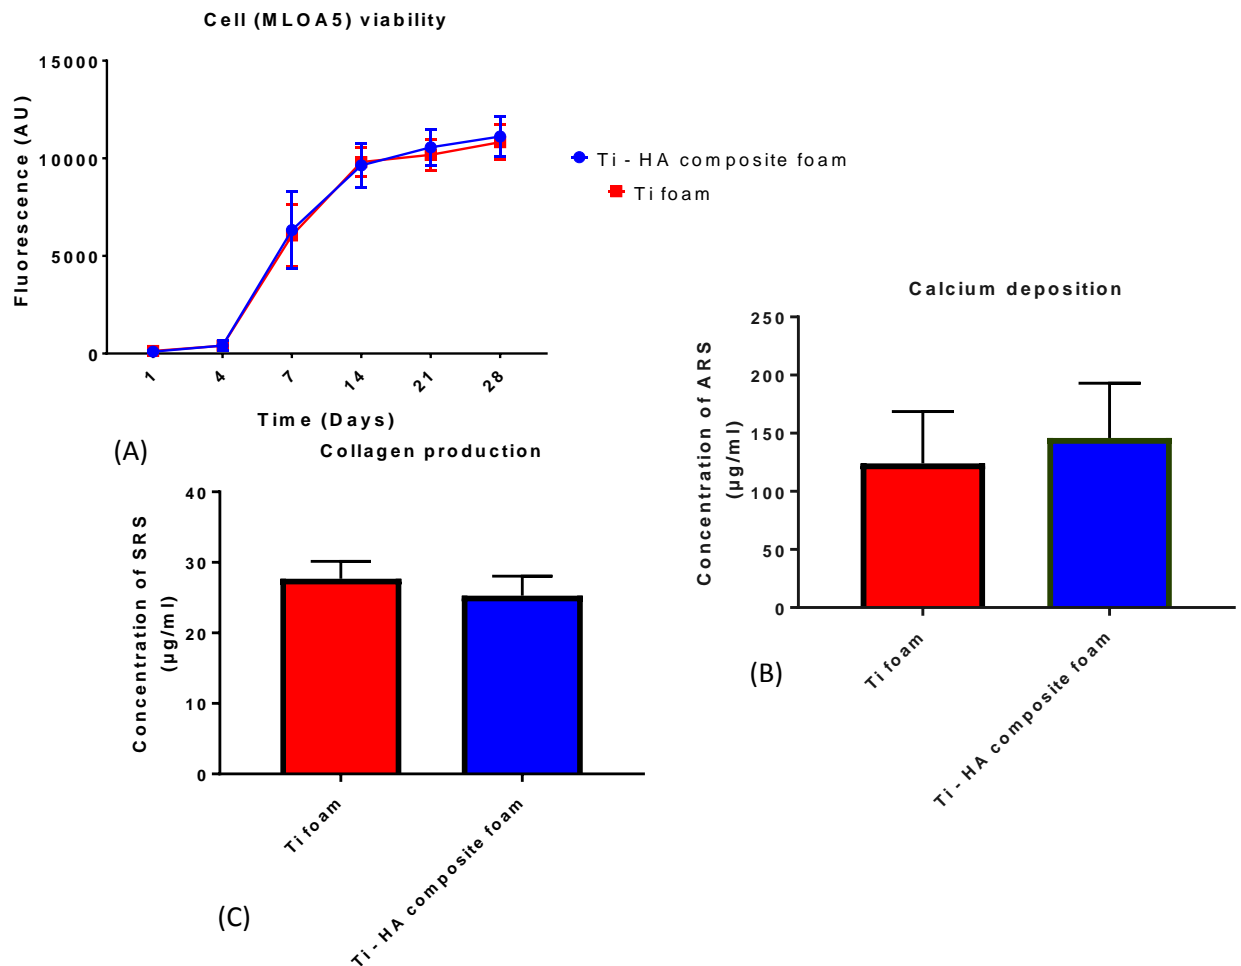 Cell (MLOA5) viability
Fluorescence (AU)
15000
10000
5000
0
1
4
7
14
21
28
Time (Days)
Ti - HA composite foam
Ti foam
(A)
Calcium deposition
Concentration of ARS
(µg/ml)
250
200
150
100
50
0
Ti foam
Ti - HA composite foam
(B)
Collagen production
Concentration of SRS
(µg/ml)
40
30
20
10
0
Ti foam
Ti - HA composite foam
(C)